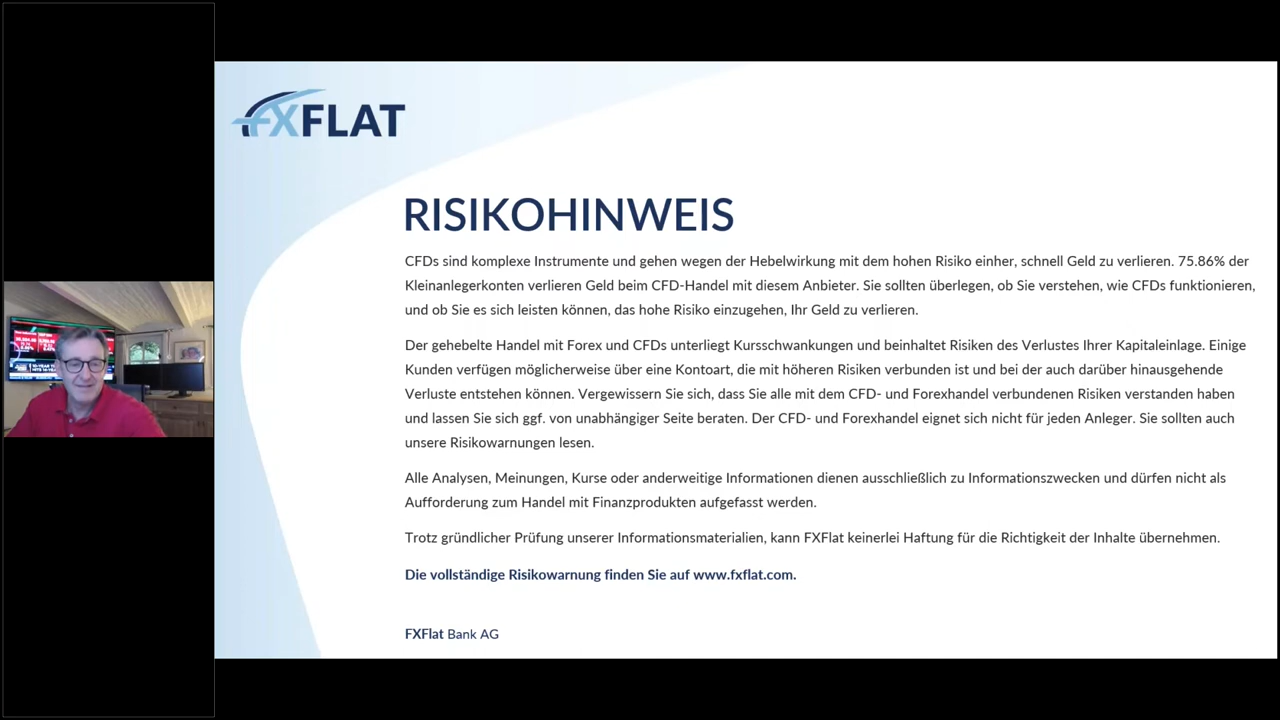 FXFLAT
RISIKOHINWEIS
CFDs sind komplexe Instrumente und gehen wegen der Hebelwirkung mit dem hohen Risiko einher, schnell Geld zu verlieren. 75.86% der
Kleinanlegerkonten verlieren Geld beim CFD-Handel mit diesem Anbieter. Sie sollten überlegen, ob Sie verstehen, wie CFDs funktionieren,
und ob Sie es sich leisten können, das hohe Risiko einzugehen, Ihr Geld zu verlieren.
Der gehebelte Handel mit Forex und CFDs unterliegt Kursschwankungen und beinhaltet Risiken des Verlustes Ihrer Kapitaleinlage. Einige
Kunden verfügen möglicherweise über eine Kontoart, die mit höheren Risiken verbunden ist und bei der auch darüber hinausgehende
Verluste entstehen können. Vergewissern Sie sich, dass Sie alle mit dem CFD- und Forexhandel verbundenen Risiken verstanden haben
und lassen Sie sich ggf. von unabhängiger Seite beraten. Der CFD- und Forexhandel eignet sich nicht für jeden Anleger. Sie sollten auch
unsere Risikowarnungen lesen.
Alle Analysen, Meinungen, Kurse oder anderweitige Informationen dienen ausschließlich zu Informationszwecken und dürfen nicht als
Aufforderung zum Handel mit Finanzprodukten aufgefasst werden.
Trotz gründlicher Prüfung unserer Informationsmaterialien, kann FXFlat keinerlei Haftung für die Richtigkeit der Inhalte übernehmen.
Die vollständige Risikowarnung finden Sie auf www.fxflat.com.
FXFlat Bank AG